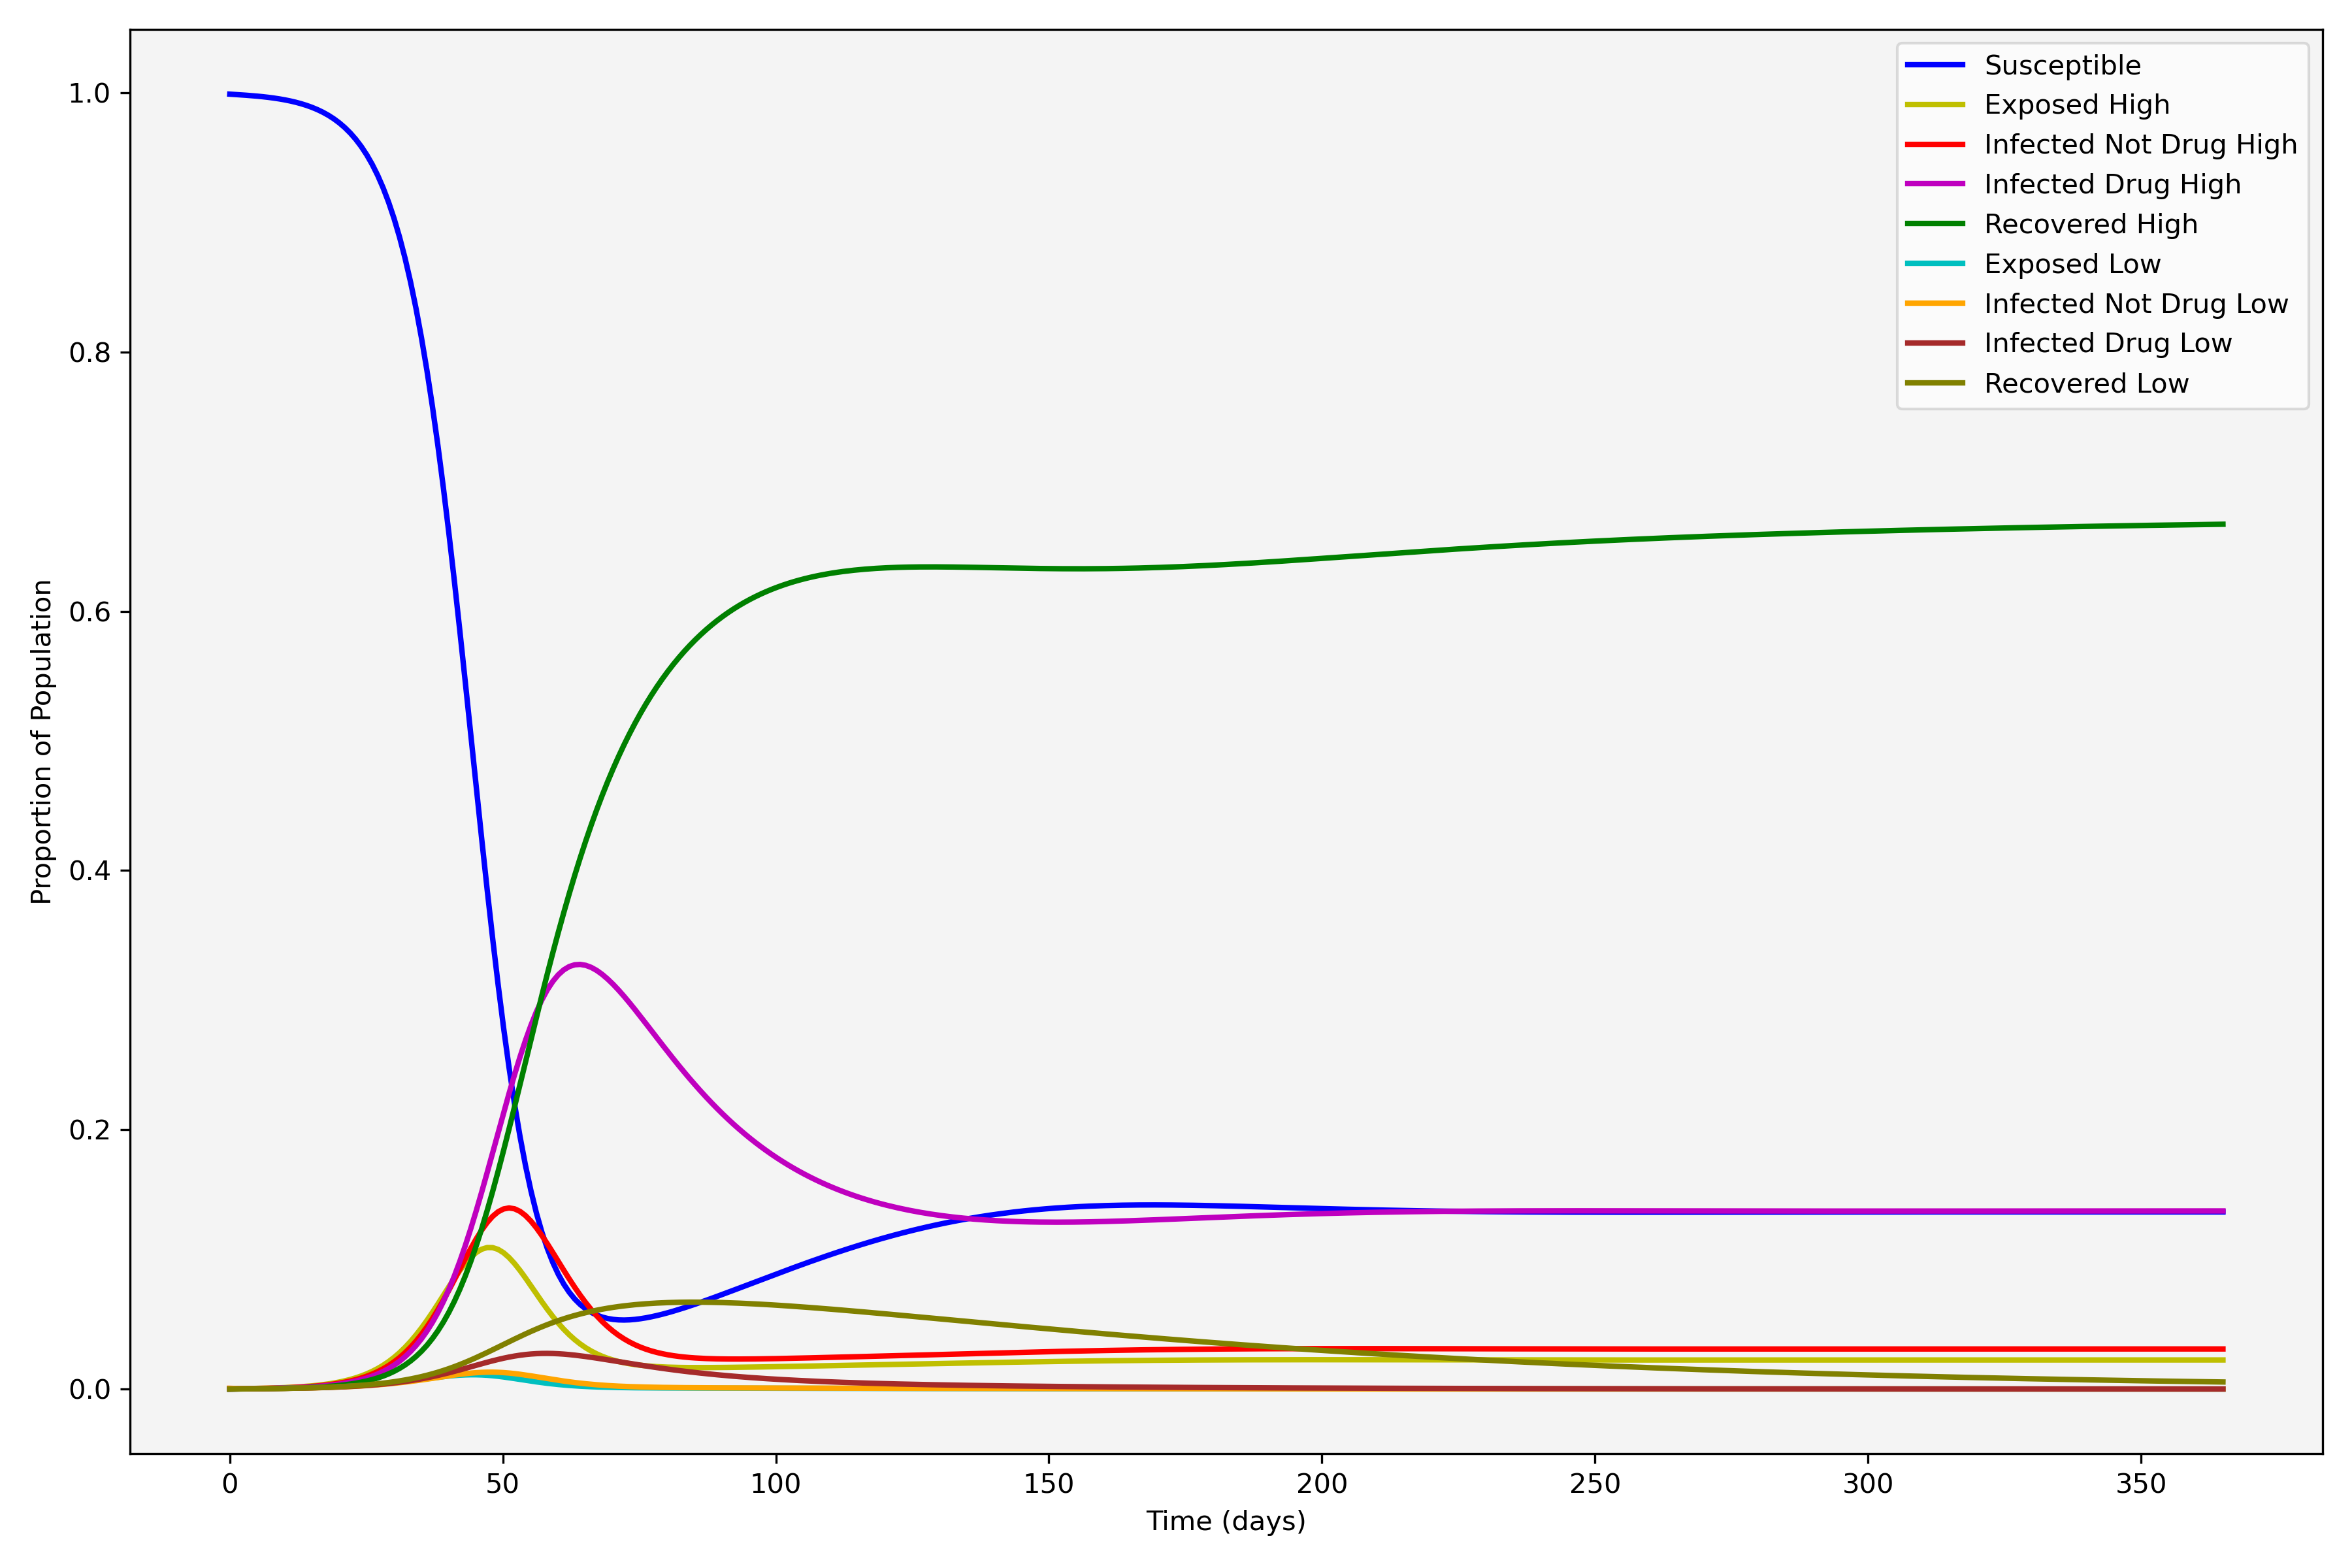 Proportion of Population
1.0
0.8
0.6
0.4
0.2
0.0
Susceptible
Exposed High
Infected Not Drug High
Infected Drug High
Recovered High
Exposed Low
Infected Not Drug Low
Infected Drug Low
Recovered Low
0 50 100 150 200 250 300 350
Time (days)